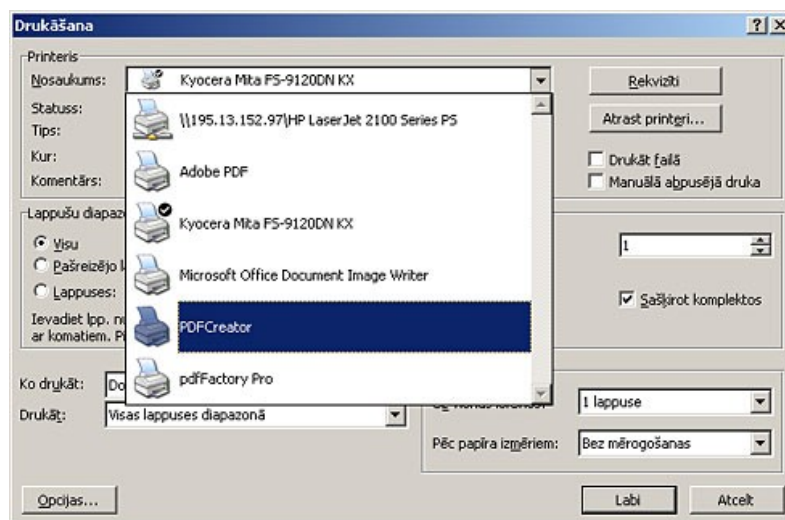 Drukāšana
Printeris
Nosaukums: Kyocera Mita FS-9120DN KX
Rekvizīti
Statuss:
\\195.13.152.97\HP LaserJet 2100 Series PS
Atrast printeri...
Tips:
Kur:
Adobe PDF
Drukāt failā
Komentārs:
Manuālā abpusējā druka
Lappušu diapazo
Kyocera Mita FS-9120DN KX
Visu
1
Pašreizējo l
Microsoft Office Document Image Writer
Lappuses:
Sašķirot komplektos
Ievadiet lpp. nu
PDFCreator
ar komatiem. Pi
pdfFactory Pro
Ko drukāt: Do
1 lappuse
Drukāt: Visas lappuses diapazonā
Pēc papīra izmēriem: Bez mērogošanas
Opcijas...
Labi
Atcelt